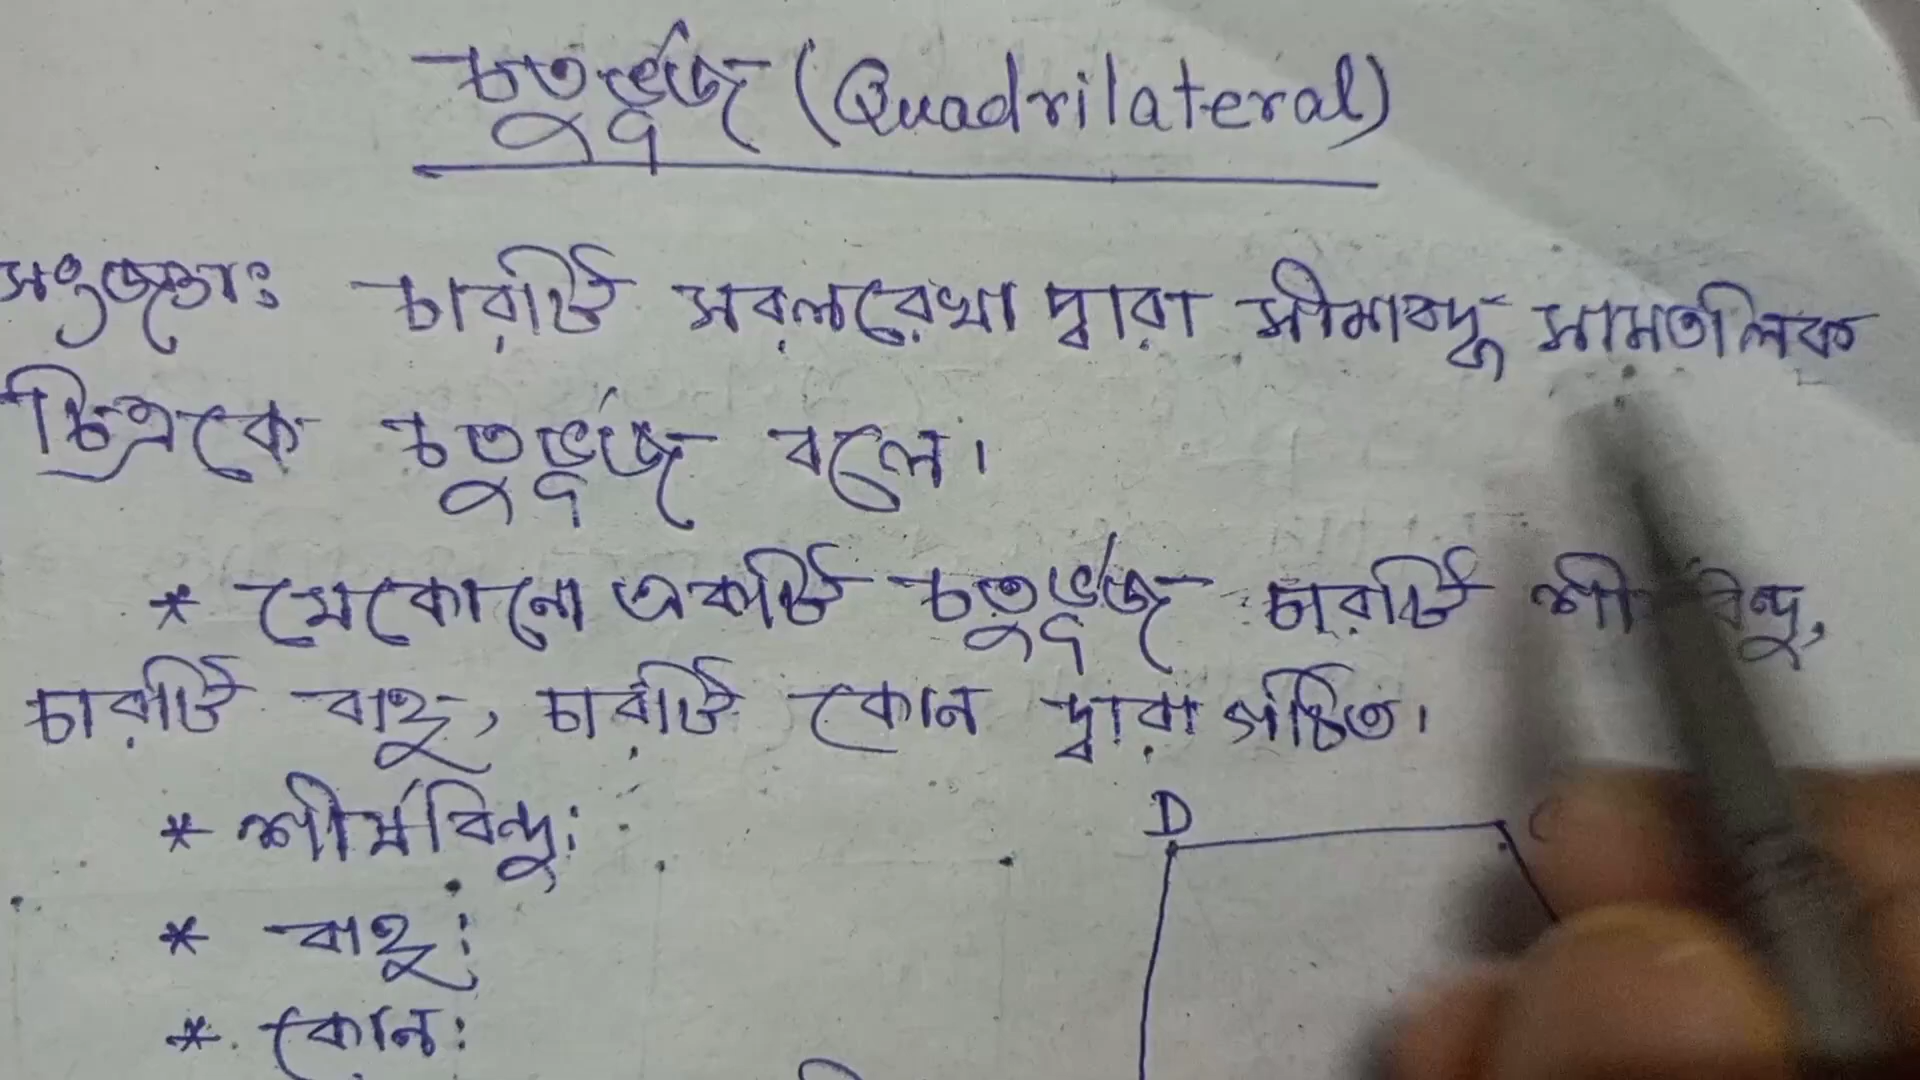 চতুর্ভুজ (Quadrilateral)
সংজ্ঞাঃ চারটি সরলরেখা দ্বারা সীমাবদ্ধ সামতলিক
চিত্রকে চতুর্ভুজ বলে।
* যেকোনো একটি চতুর্ভুজ চারটি
চারটি বাহু, চারটি কোন দ্বারা গঠিত।
* শীর্ষবিন্দু:
* বাহু:
* কোন:
D C